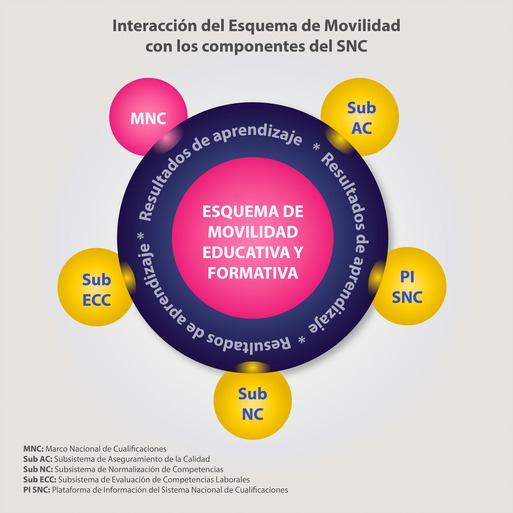 Interacción del Esquema de Movilidad
con los componentes del SNC
MNC
Sub
AC
Resultados de aprendizaje * Resultados de aprendizaje * Resultados de aprendizaje *
ESQUEMA DE
MOVILIDAD
EDUCATIVA Y
FORMATIVA
Sub
ECC
PI
SNC
Sub
NC
MNC: Marco Nacional de Cualificaciones
Sub AC: Subsistema de Aseguramiento de la Calidad
Sub NC: Subsistema de Normalización de Competencias
Sub ECC: Subsistema de Evaluación de Competencias Laborales
PI SNC: Plataforma de Información del Sistema Nacional de Cualificaciones